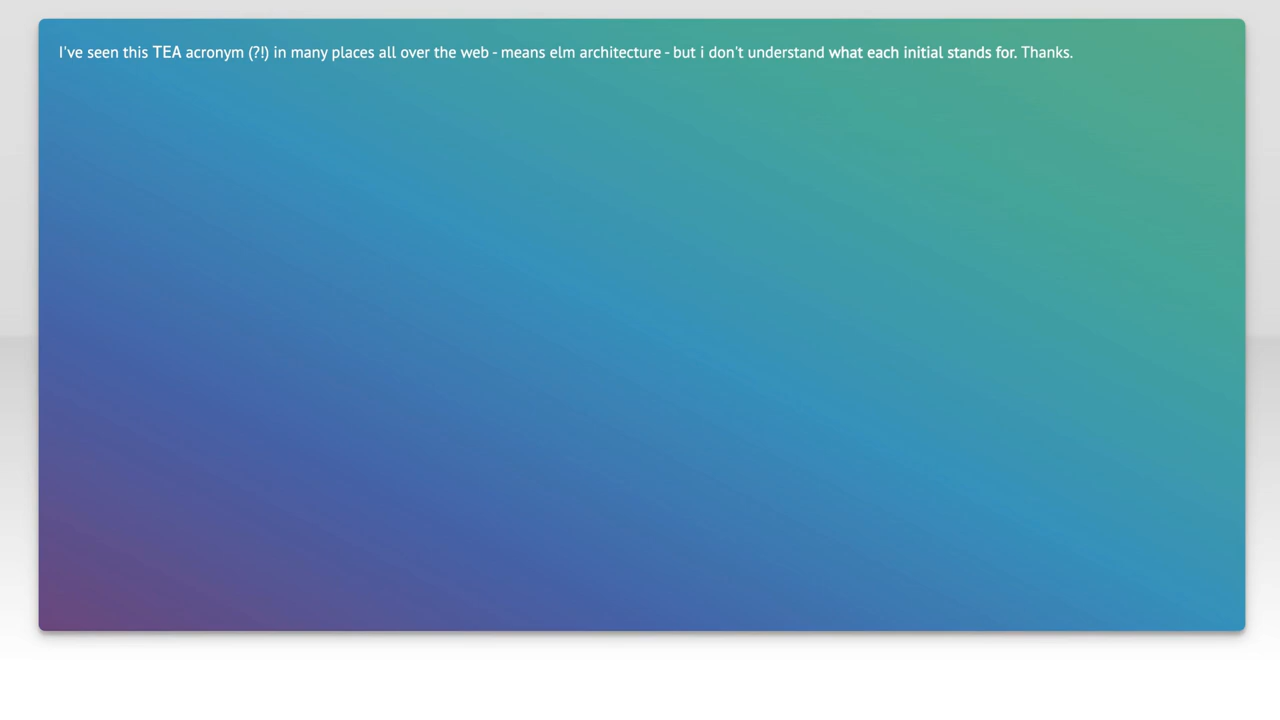 I've seen this TEA acronym (?!) in many places all over the web - means elm architecture - but i don't understand what each initial stands for. Thanks.